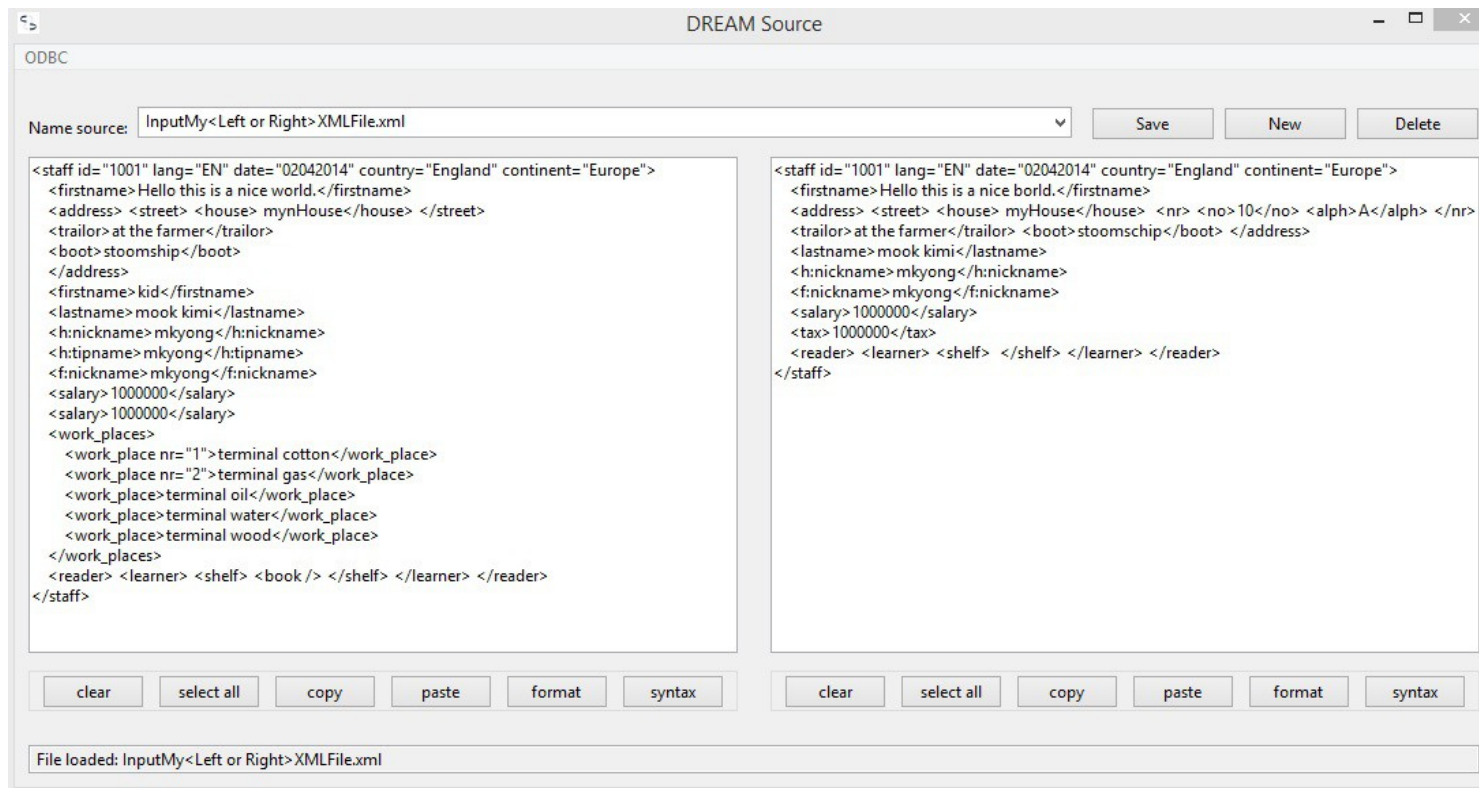 DREAM Source
ODBC
Name source: InputMy<Left or Right>XMLFile.xml
Save New Delete
<staff id="1001" lang="EN" date="02042014" country="England" continent="Europe">
<firstname>Hello this is a nice world.</firstname>
<address> <street> <house> mynHouse</house> </street>
<trailor>at the farmer</trailor>
<boot>stoomship</boot>
</address>
<firstname>kid</firstname>
<lastname>mook kimi</lastname>
<h:nickname>mkyong</h:nickname>
<h:tipname>mkyong</h:tipname>
<f:nickname>mkyong</f:nickname>
<salary>1000000</salary>
<salary>1000000</salary>
<work_places>
<work_place nr="1">terminal cotton</work_place>
<work_place nr="2">terminal gas</work_place>
<work_place>terminal oil</work_place>
<work_place>terminal water</work_place>
<work_place>terminal wood</work_place>
</work_places>
<reader> <learner> <shelf> <book /> </shelf> </learner> </reader>
</staff>
<staff id="1001" lang="EN" date="02042014" country="England" continent="Europe">
<firstname>Hello this is a nice borld.</firstname>
<address> <street> <house> myHouse</house> <nr> <no>10</no> <alph>A</alph> </nr>
<trailor>at the farmer</trailor> <boot>stoomschip</boot> </address>
<lastname>mook kimi</lastname>
<h:nickname>mkyong</h:nickname>
<f:nickname>mkyong</f:nickname>
<salary>1000000</salary>
<tax>1000000</tax>
<reader> <learner> <shelf> </shelf> </learner> </reader>
</staff>
clear select all copy paste format syntax
clear select all copy paste format syntax
File loaded: InputMy<Left or Right>XMLFile.xml